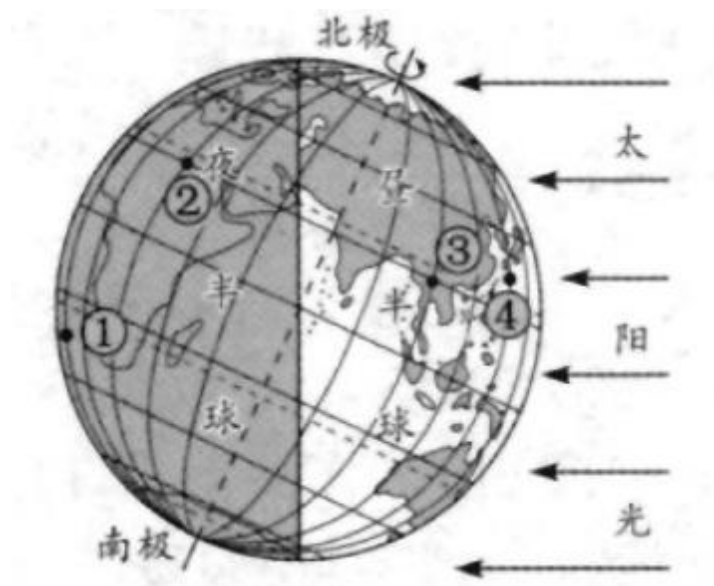 北极
太
夜
昼
②
③
半
半
④
①
阳
球
球
光
南极